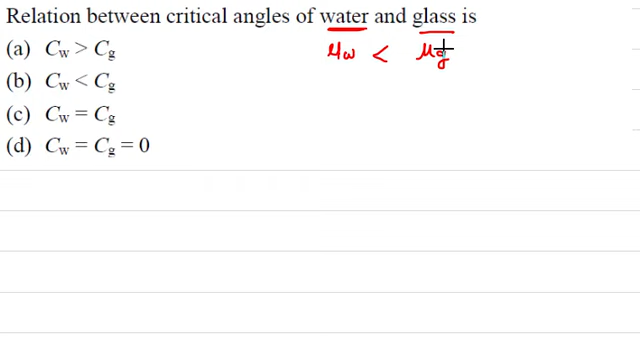 Relation between critical angles of water and glass is
(a) Cw > Cg
μw < μg
(b) Cw < Cg
(c) Cw = Cg
(d) Cw = Cg = 0